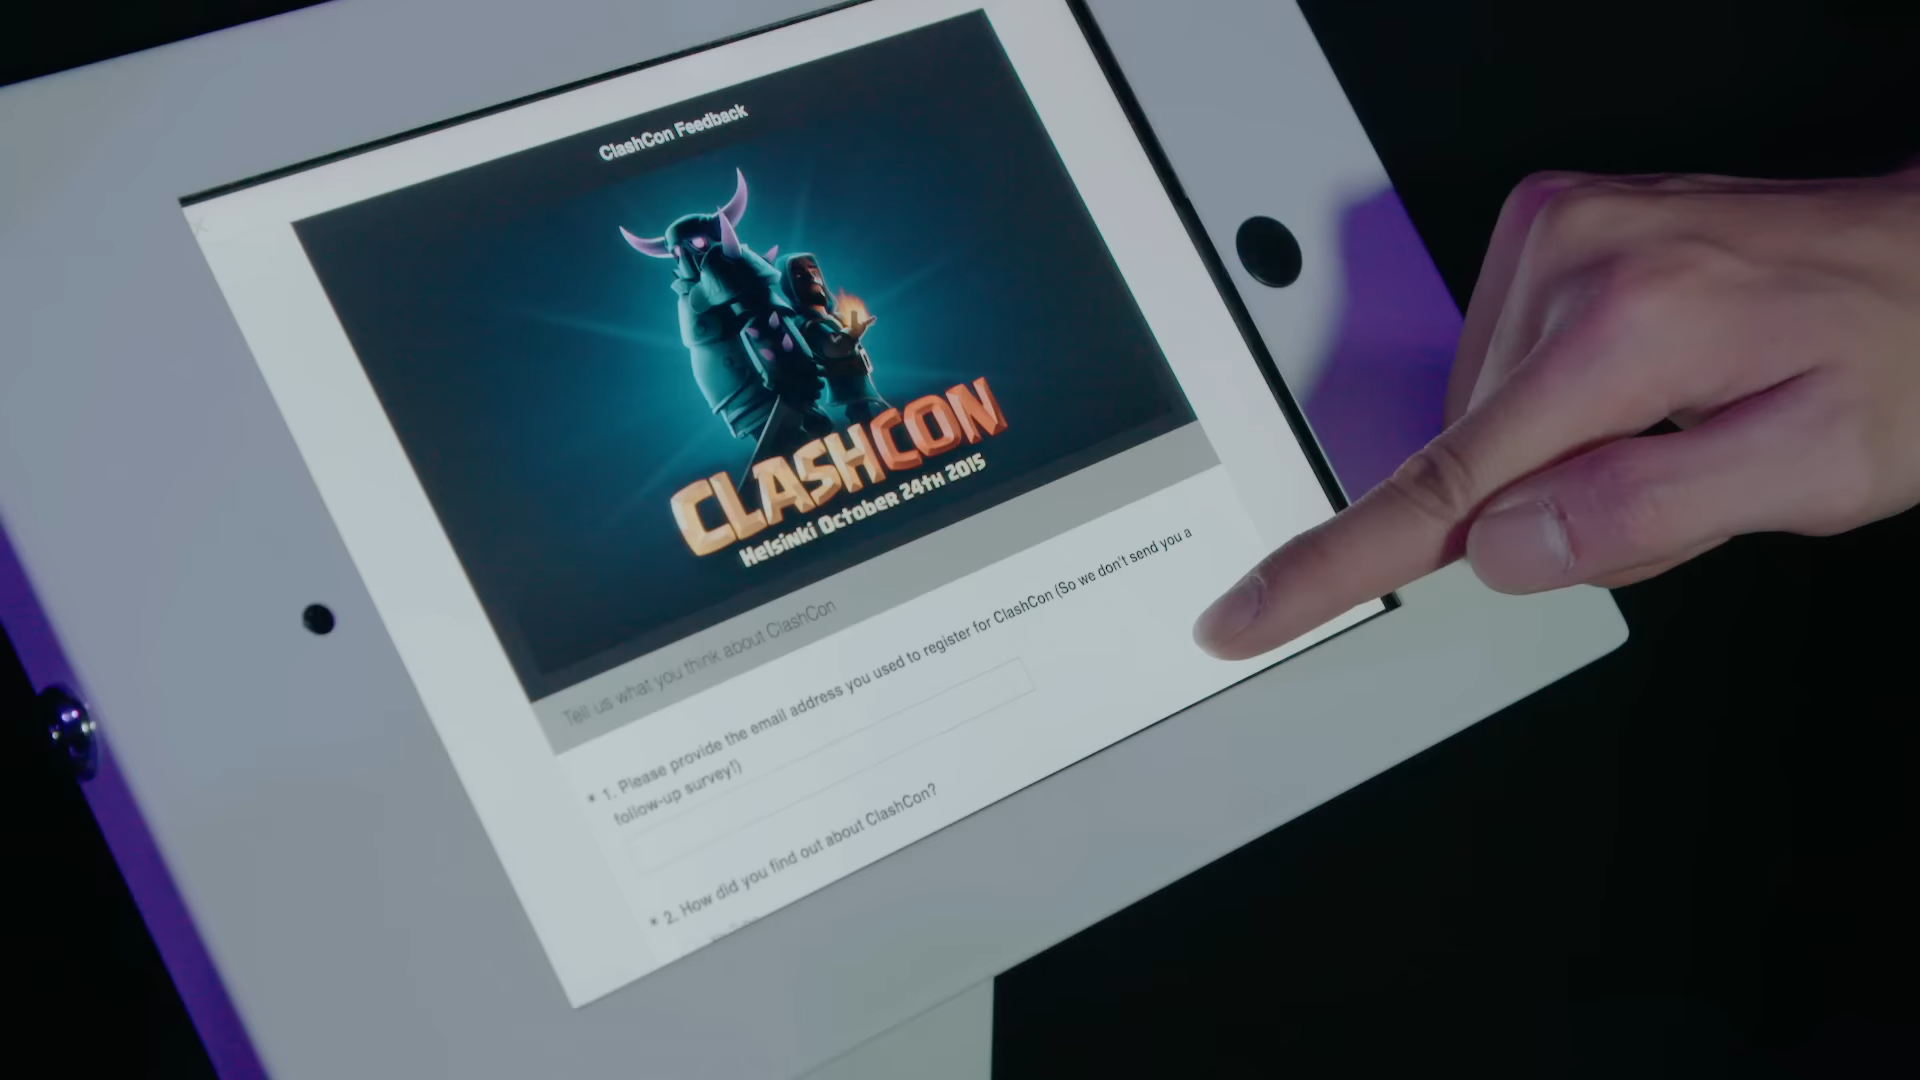 ClashCon Feedback
CLASHCON
Helsinki October 24th 2015
Tell us what you think about ClashCon
* 1. Please provide the email address you used to register for ClashCon (So we don't send you a
follow-up survey!)
* 2. How did you find out about ClashCon?